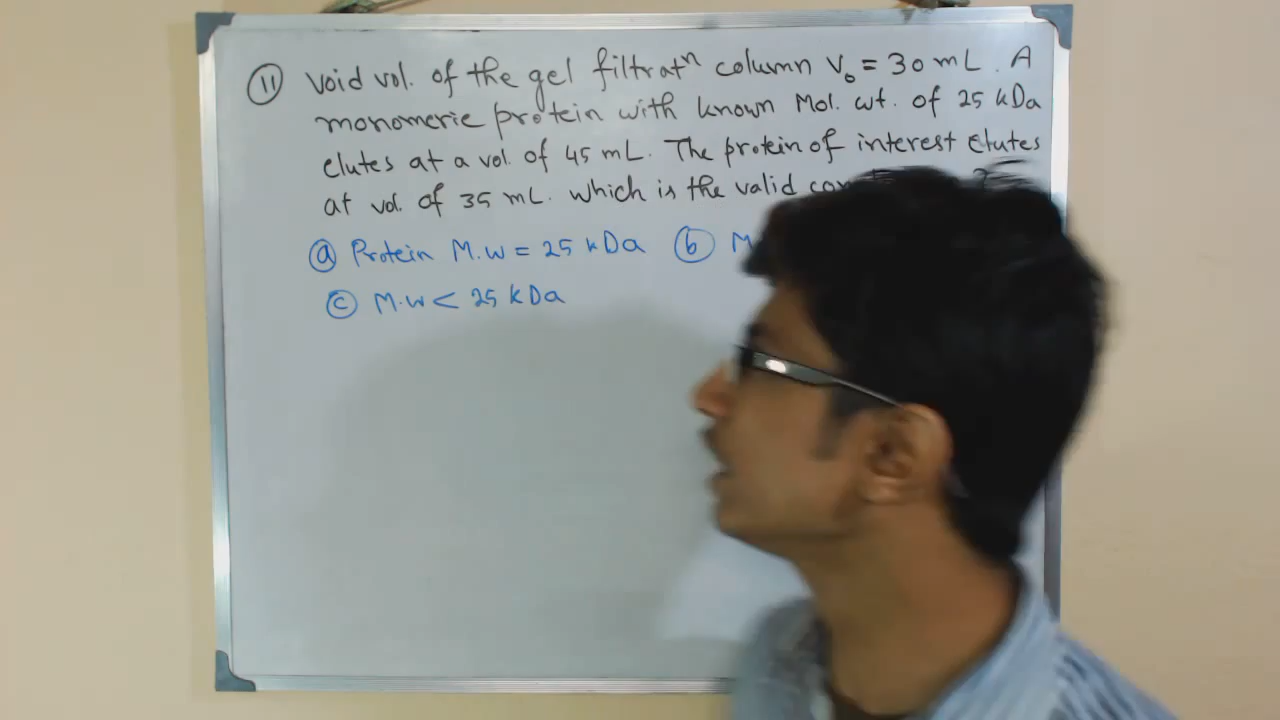 11 Void vol. of the gel filtratⁿ column V₀ = 30 mL. A
monomeric protein with known Mol. wt. of 25 kDa
elutes at a vol. of 45 mL. The protein of interest elutes
at vol. of 35 mL. which is the valid
a Protein M.W = 25 kDa b
c M.W < 25 kDa